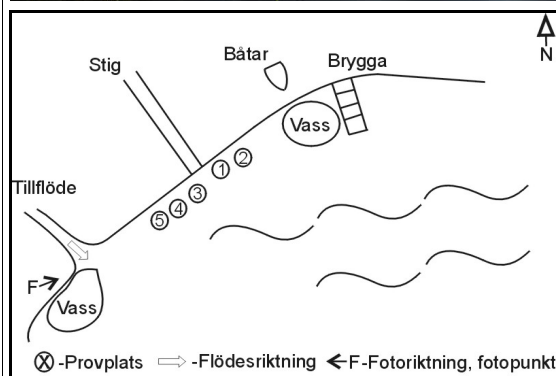 N
Båtar
Brygga
Stig
Vass
1 2
3
4
5
Tillflöde
F
Vass
X -Provplats -Flödesriktning F-Fotoriktning, fotopunkt